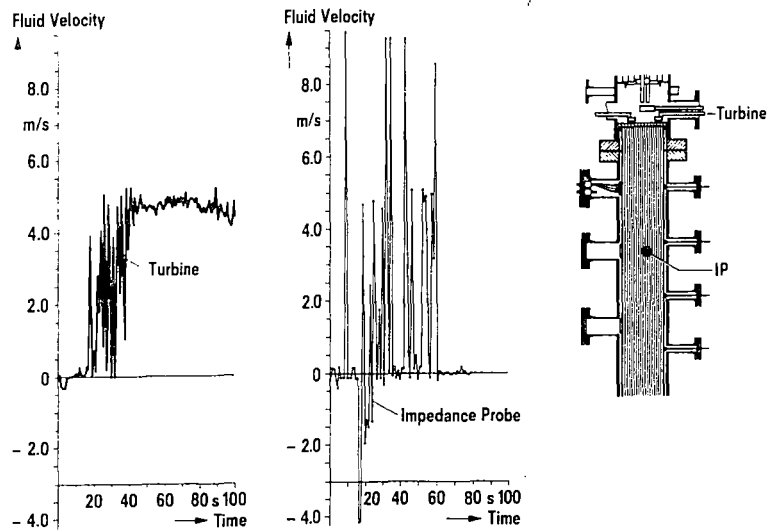 Fluid Velocity
8.0
m/s
6.0
4.0
Turbine
2.0
0
– 2.0
– 4.0
20 40 60 80 s 100
Time
Fluid Velocity
8.0
m/s
6.0
4.0
2.0
0
Impedance Probe
– 2.0
– 4.0
20 40 60 80 s 100
Time
Turbine
IP